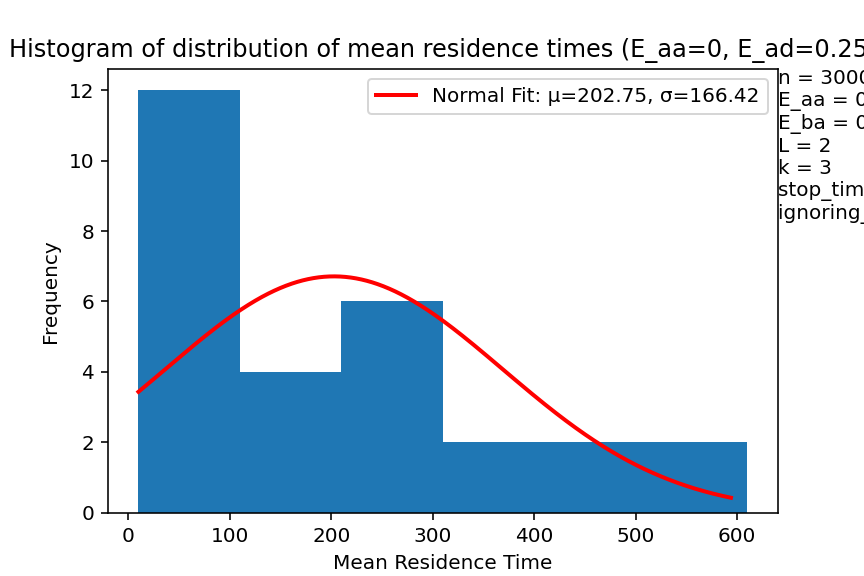 Histogram of distribution of mean residence times (E_aa=0, E_ad=0.25
Normal Fit: μ=202.75, σ=166.42
n = 3000
E_aa = 0
E_ba = 0
L = 2
k = 3
stop_tim
ignoring_
Frequency
12
10
8
6
4
2
0
0 100 200 300 400 500 600
Mean Residence Time